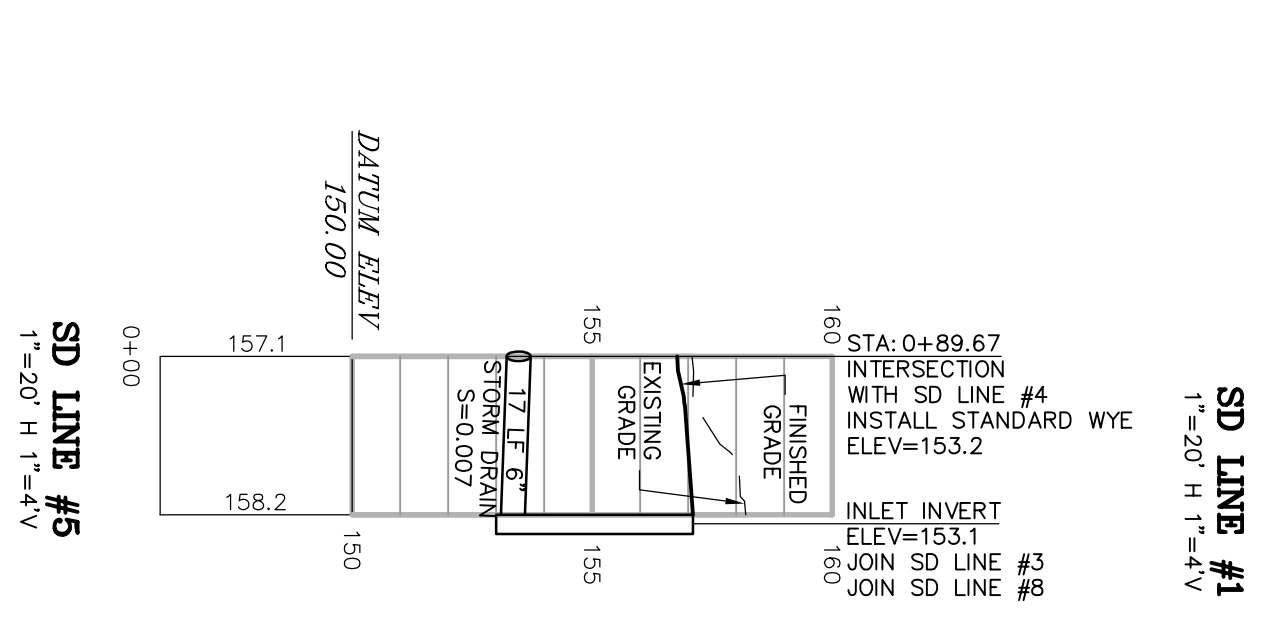 SD LINE #1
1"=20' H 1"=4'V
160
STA: 0+89.67
INTERSECTION
WITH SD LINE #4
INSTALL STANDARD WYE
ELEV=153.2
INLET INVERT
ELEV=153.1
JOIN SD LINE #3
JOIN SD LINE #8
160
FINISHED
GRADE
EXISTING
GRADE
155
155
17 LF 6"
STORM DRAIN
S=0.007
DATUM ELEV
150.00
150
157.1
158.2
0+00
SD LINE #5
1"=20' H 1"=4'V